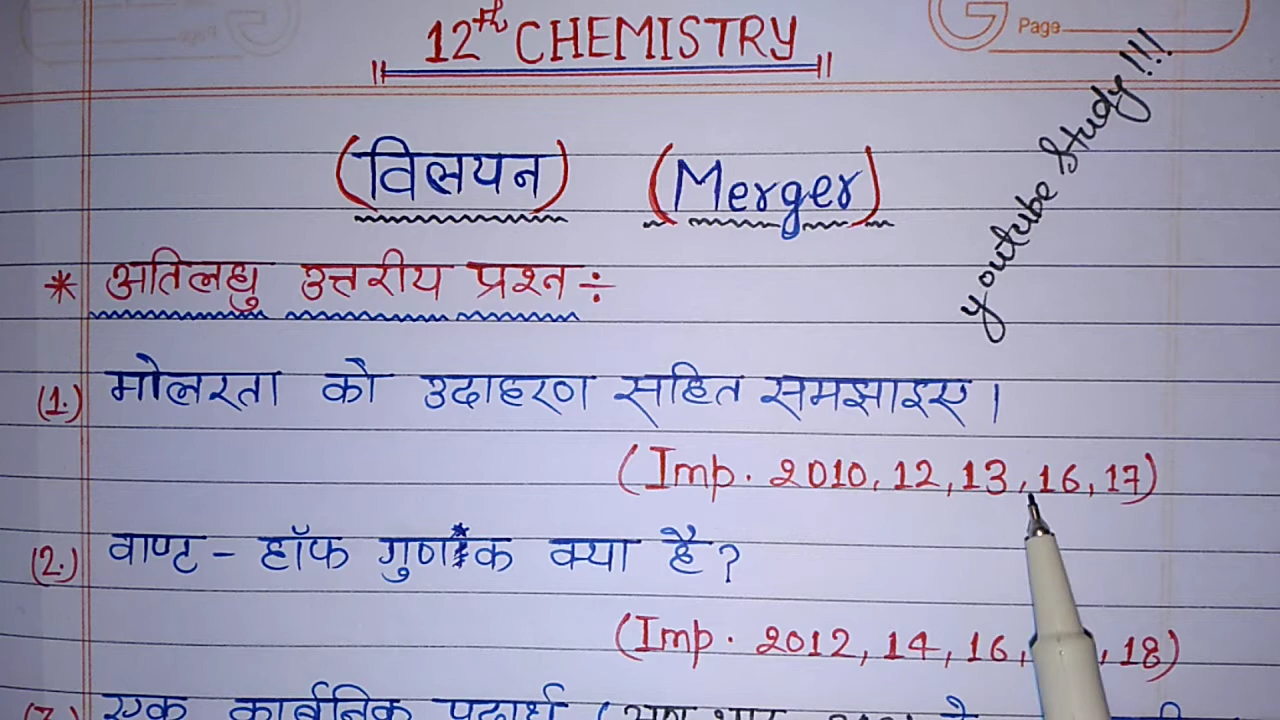 12th CHEMISTRY
Page
youtube Study!!!
(विलयन) (Merger)
* अतिलघु उत्तरीय प्रश्न÷
(1.) मोलरता को उदाहरण सहित समझाइए।
(Imp. 2010, 12, 13, 16, 17)
(2.) वाण्ट-हॉफ गुणांक क्या है?
(Imp. 2012, 14, 16, , 18)
एक कार्बनिक पदार्थ